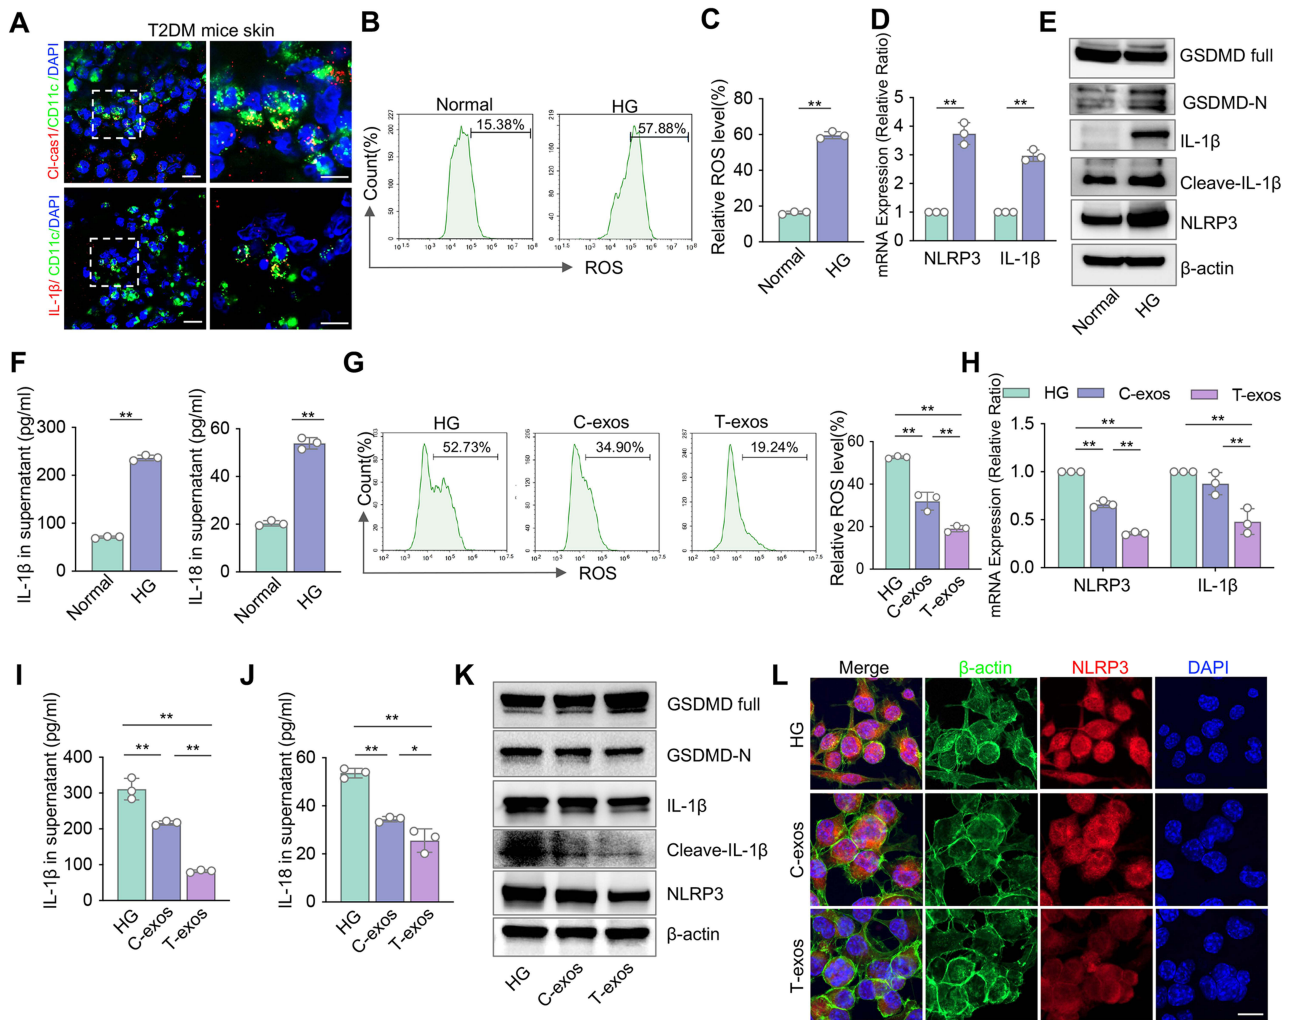 A
T2DM mice skin
Cl-cas1/CD11c/DAPI
IL-1β/ CD11c/DAPI
B
Normal
15.38%
HG
57.88%
Count(%)
ROS
C
Relative ROS level(%)
80
60
40
20
0
**
Normal
HG
D
mRNA Expression (Relative Ratio)
5
4
3
2
1
0
**
**
NLRP3
IL-1β
E
GSDMD full
GSDMD-N
IL-1β
Cleave-IL-1β
NLRP3
β-actin
Normal
HG
F
IL-1β in supernatant (pg/ml)
300
200
100
0
**
Normal
HG
IL-18 in supernatant (pg/ml)
60
40
20
0
**
Normal
HG
G
HG
52.73%
C-exos
34.90%
T-exos
19.24%
Count(%)
ROS
Relative ROS level(%)
60
40
20
0
**
**
**
HG
C-exos
T-exos
H
HG
C-exos
T-exos
mRNA Expression (Relative Ratio)
1.5
1.0
0.5
0.0
**
**
**
**
**
NLRP3
IL-1β
I
IL-1β in supernatant (pg/ml)
400
300
200
100
0
**
**
**
HG
C-exos
T-exos
J
IL-18 in supernatant (pg/ml)
60
40
20
0
**
**
*
HG
C-exos
T-exos
K
GSDMD full
GSDMD-N
IL-1β
Cleave-IL-1β
NLRP3
β-actin
HG
C-exos
T-exos
L
Merge
β-actin
NLRP3
DAPI
HG
C-exos
T-exos